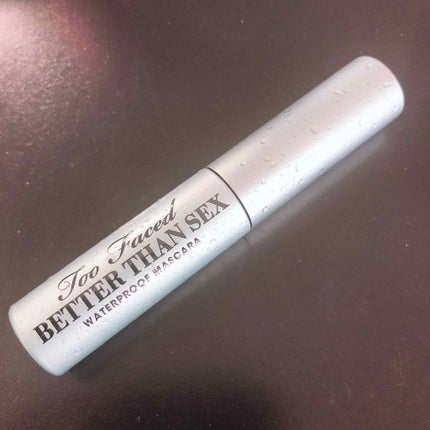 Too Faced
BETTER THAN SEX
WATERPROOF MASCARA